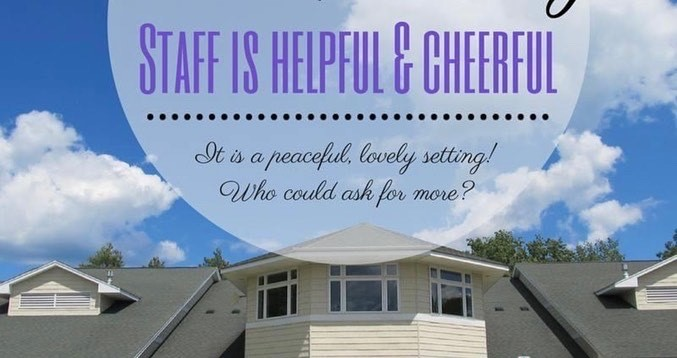 STAFF IS HELPFUL & CHEERFUL
It is a peaceful, lovely setting!
Who could ask for more?